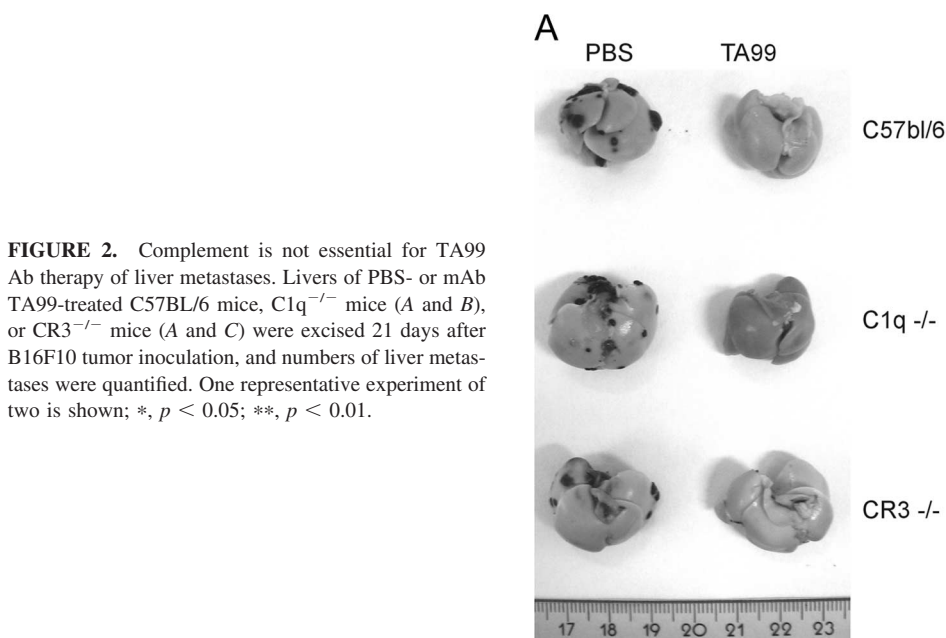 FIGURE 2. Complement is not essential for TA99
Ab therapy of liver metastases. Livers of PBS- or mAb
TA99-treated C57BL/6 mice, C1q−/− mice (A and B),
or CR3−/− mice (A and C) were excised 21 days after
B16F10 tumor inoculation, and numbers of liver metas-
tases were quantified. One representative experiment of
two is shown; *, p < 0.05; **, p < 0.01.
A
PBS TA99
C57bl/6
C1q -/-
CR3 -/-
17 18 19 20 21 22 23